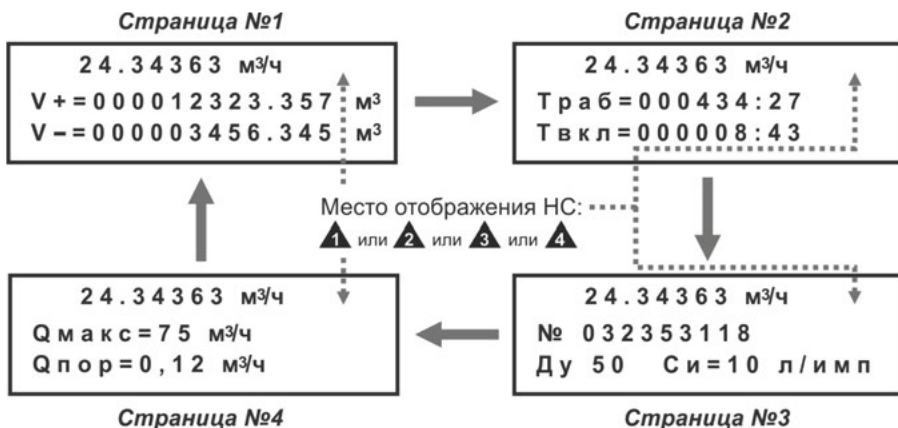 Страница №1
24.34363 м³/ч
V+=000012323.357 м³
V–=000003456.345 м³
Страница №2
24.34363 м³/ч
Траб=000434:27
Твкл=000008:43
Место отображения НС:
1 или 2 или 3 или 4
24.34363 м³/ч
Qмакс=75 м³/ч
Qпор=0,12 м³/ч
Страница №4
24.34363 м³/ч
№ 032353118
Ду 50 Си=10 л/имп
Страница №3